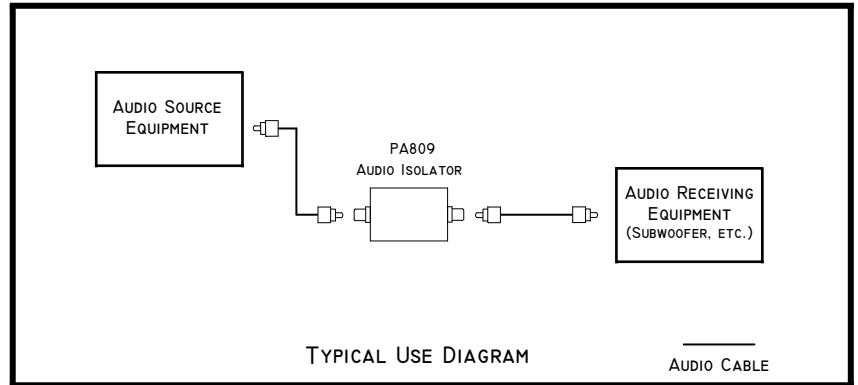 Audio Source
Equipment
PA809
Audio Isolator
Audio Receiving
Equipment
(Subwoofer, etc.)
Typical Use Diagram
Audio Cable